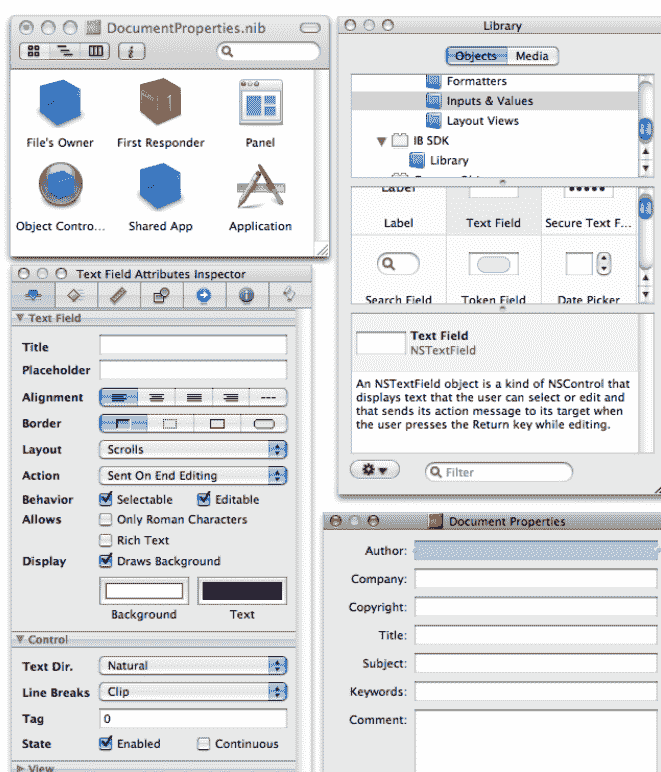 DocumentProperties.nib
File's Owner
First Responder
Panel
Object Contro...
Shared App
Application
Library
Objects
Media
Formatters
Inputs & Values
Layout Views
IB SDK
Library
Label
Label
Text Field
Secure Text F...
Search Field
Token Field
Date Picker
Text Field
NSTextField
An NSTextField object is a kind of NSControl that
displays text that the user can select or edit and
that sends its action message to its target when
the user presses the Return key while editing.
Filter
Text Field Attributes Inspector
Text Field
Title
Placeholder
Alignment
Border
Layout Scrolls
Action Sent On End Editing
Behavior Selectable Editable
Allows Only Roman Characters
Rich Text
Display Draws Background
Background Text
Control
Text Dir. Natural
Line Breaks Clip
Tag 0
State Enabled Continuous
View
Document Properties
Author:
Company:
Copyright:
Title:
Subject:
Keywords:
Comment: